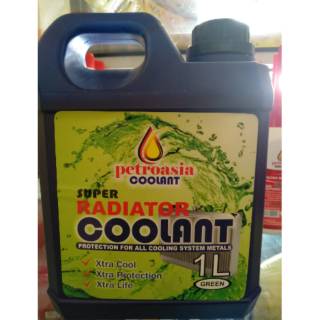 petroasia
COOLANT
SUPER
RADIATOR
COOLANT
PROTECTION FOR ALL COOLING SYSTEM METALS
Xtra Cool
Xtra Protection
Xtra Life
1L
GREEN